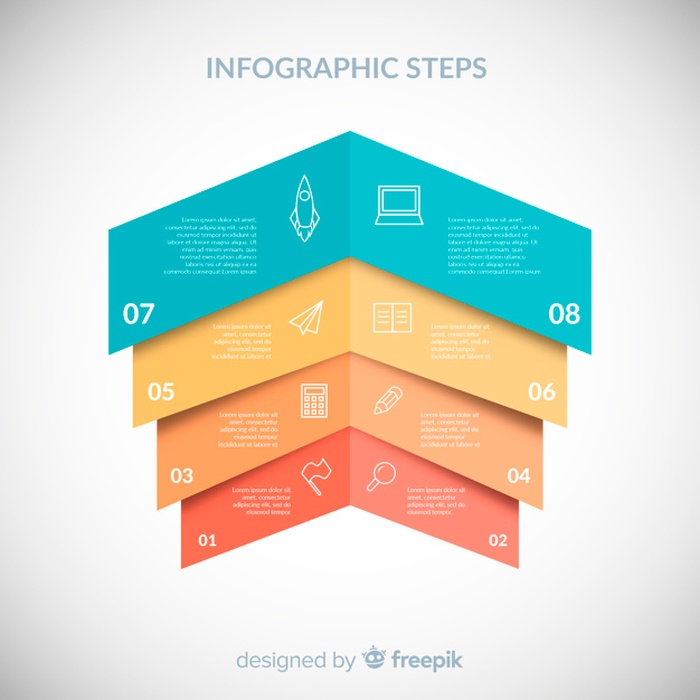 INFOGRAPHIC STEPS
Lorem ipsum dolor sit amet,
consectetur adipiscing elit, sed do
eiusmod tempor incididunt ut
labore et dolore magna aliqua. Ut
enim ad minim veniam, quis
nostrud exercitation ullamco
laboris nisi ut aliquip ex ea
commodo consequat Lorem ipsum
07
Lorem ipsum dolor sit amet,
consectetur adipiscing elit, sed do
eiusmod tempor incididunt ut
labore et dolore magna aliqua. Ut
enim ad minim veniam, quis
nostrud exercitation ullamco
laboris nisi ut aliquip ex ea
commodo consequat Lorem ipsum
08
Lorem ipsum dolor sit
amet, consectetur
adipiscing elit, sed do
eiusmod tempor
incididunt ut labore et
05
Lorem ipsum dolor sit
amet, consectetur
adipiscing elit, sed do
eiusmod tempor
incididunt ut labore et
06
Lorem ipsum dolor sit
amet, consectetur
adipiscing elit, sed do
eiusmod tempor
incididunt ut labore et
03
Lorem ipsum dolor sit
amet, consectetur
adipiscing elit, sed do
eiusmod tempor
incididunt ut labore et
04
Lorem ipsum dolor sit
amet, consectetur
adipiscing elit, sed do
eiusmod tempor
01
Lorem ipsum dolor sit
amet, consectetur
adipiscing elit, sed do
eiusmod tempor
02
designed by freepik